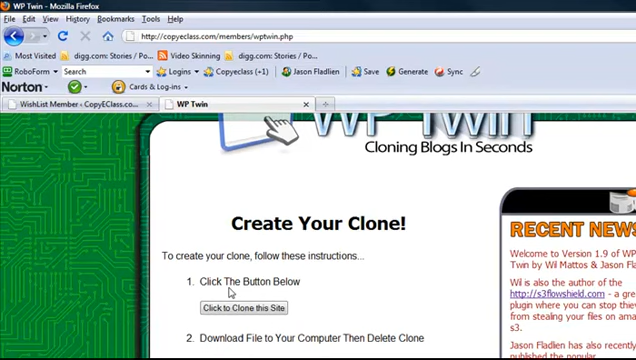 WP Twin - Mozilla Firefox
File Edit View History Bookmarks Tools Help
http://copyeclass.com/members/wptwin.php
Most Visited digg.com: Stories / Po... Video Skinning digg.com: Stories / Po...
RoboForm Search Logins Copyeclass (+1) Jason Fladlien Save Generate Sync
Norton Cards & Log-ins
WishList Member ‹ CopyEClass.co... WP Twin
WP Twin
Cloning Blogs In Seconds
Create Your Clone!
To create your clone, follow these instructions...
1. Click The Button Below
Click to Clone this Site
2. Download File to Your Computer Then Delete Clone
RECENT NEWS
Welcome to Version 1.9 of WP
Twin by Wil Mattos & Jason Fla
Wil is also the author of the
http://s3flowshield.com - a gre
plugin where you can stop thie
from stealing your files on ama
s3.
Jason Fladlien has also recently
published the popular